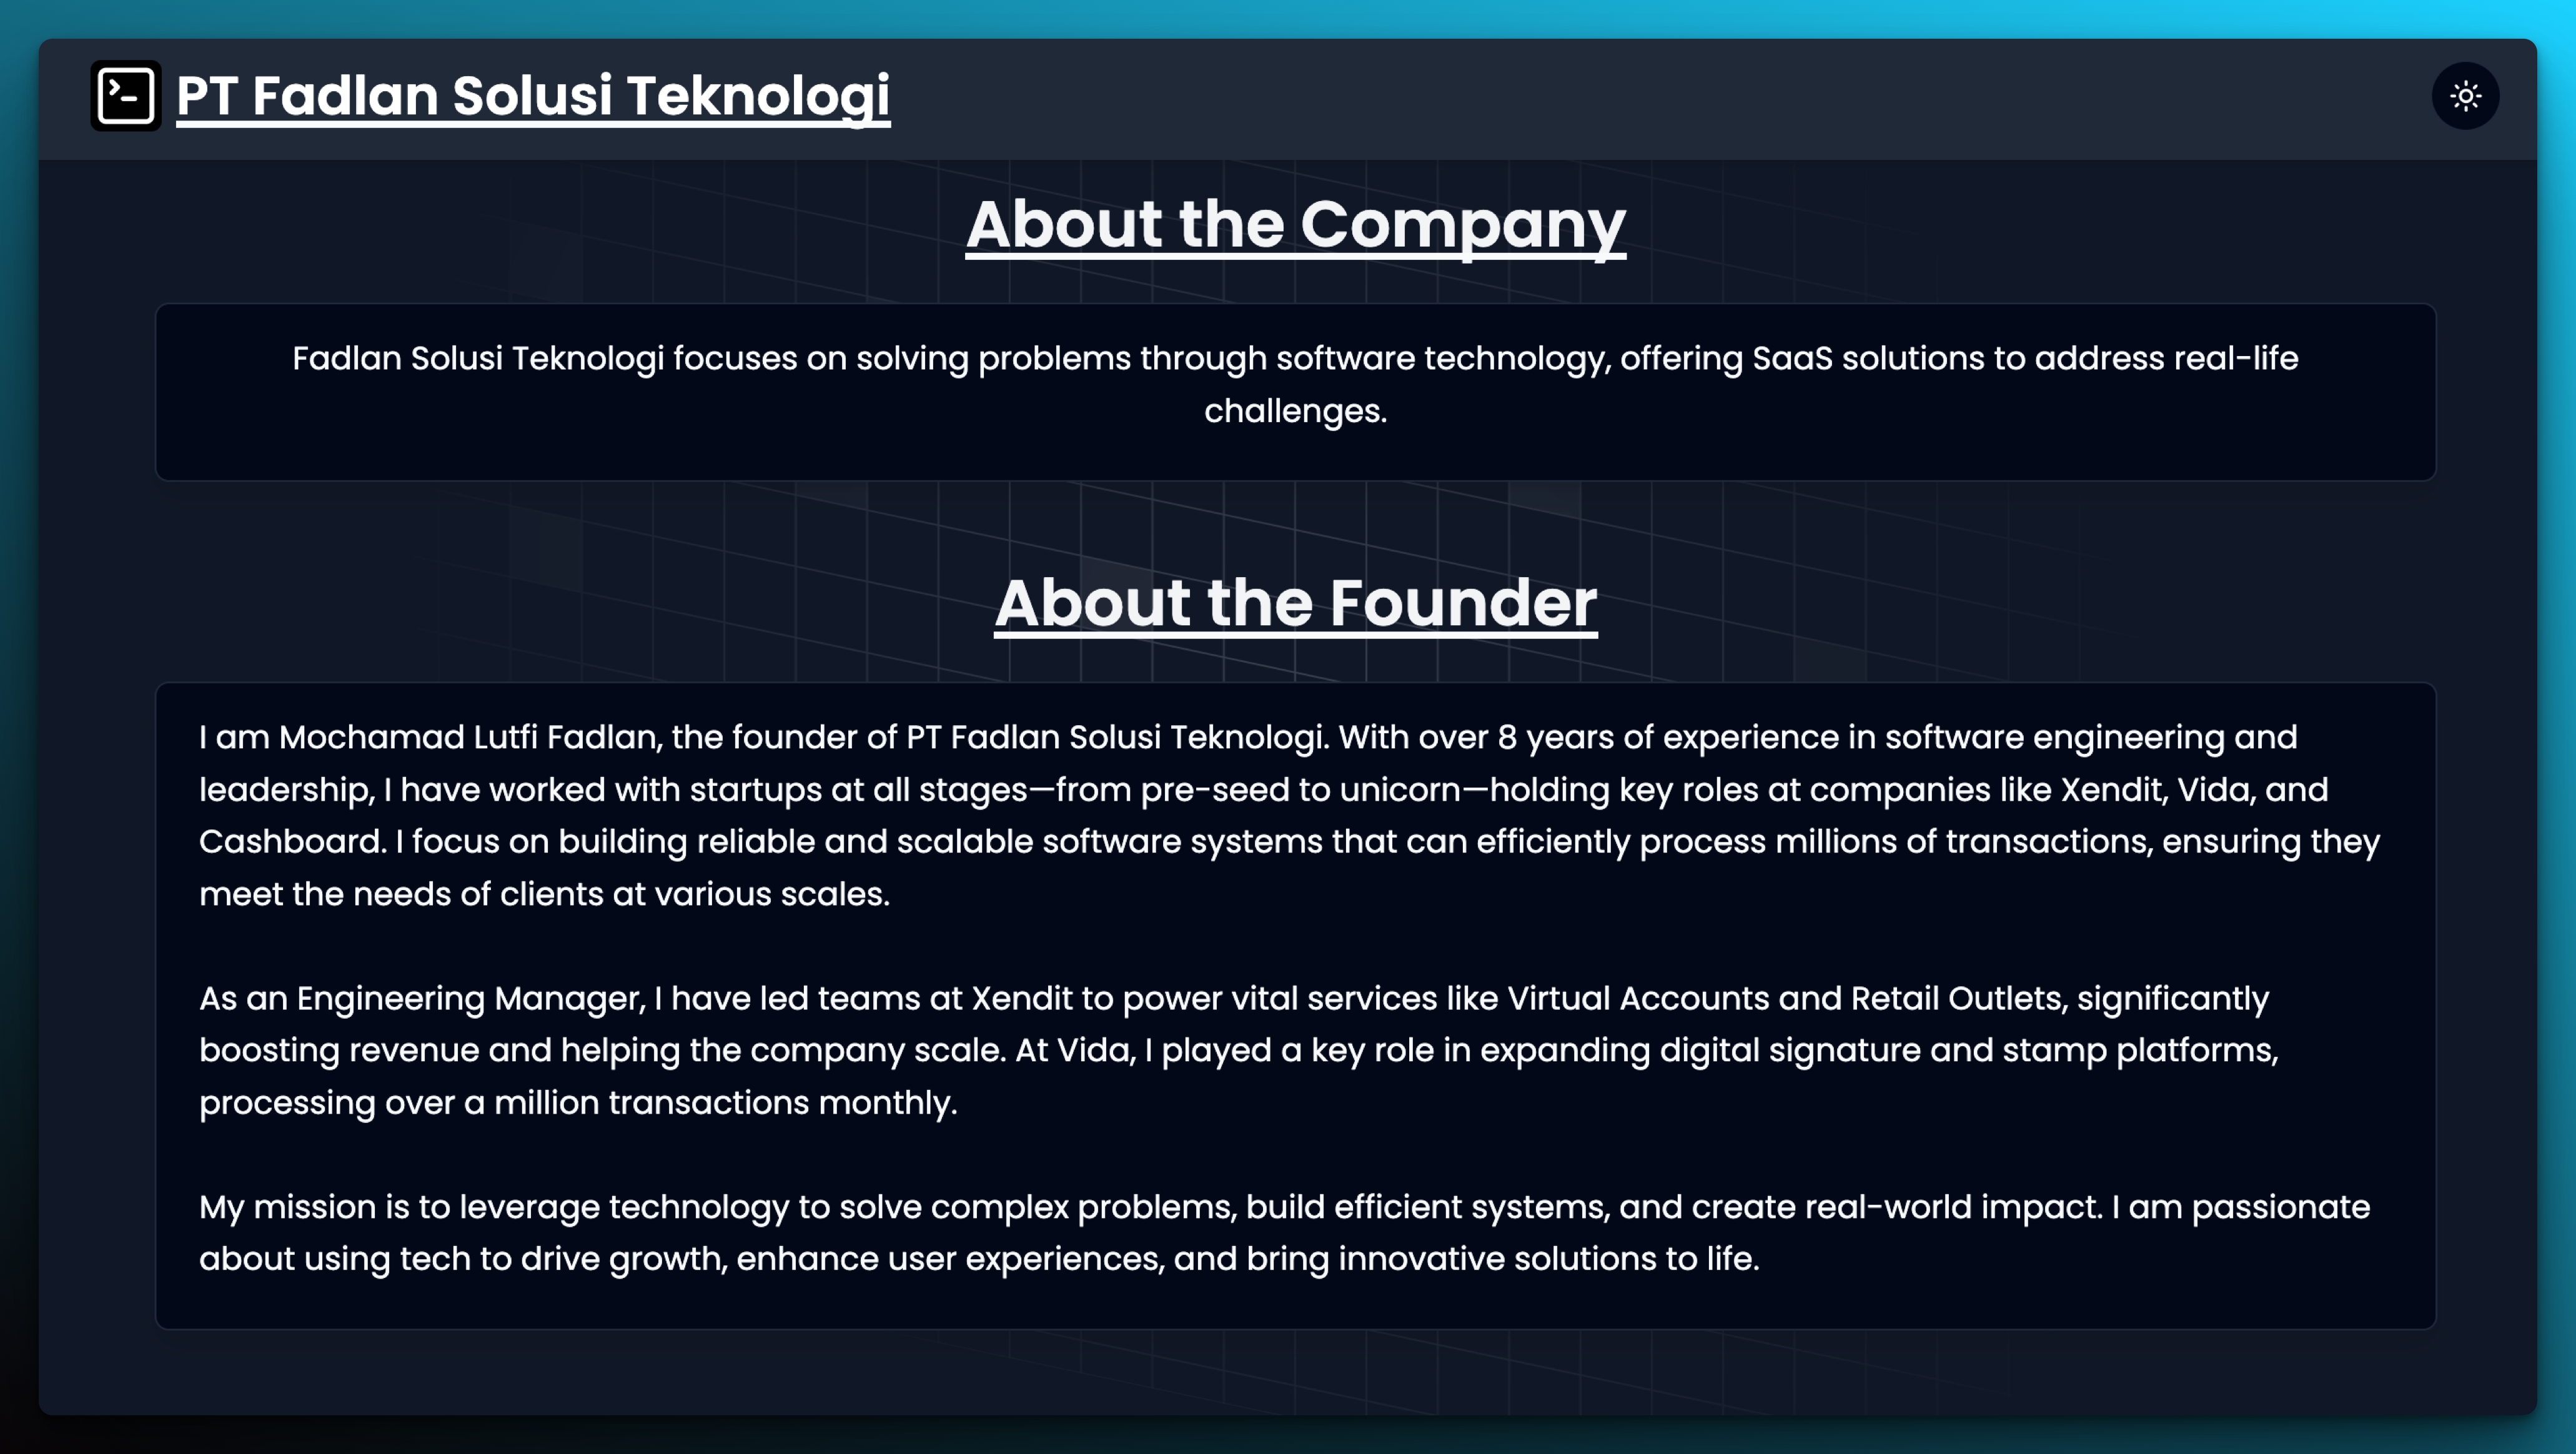 PT Fadlan Solusi Teknologi
About the Company
Fadlan Solusi Teknologi focuses on solving problems through software technology, offering SaaS solutions to address real-life
challenges.
About the Founder
I am Mochamad Lutfi Fadlan, the founder of PT Fadlan Solusi Teknologi. With over 8 years of experience in software engineering and
leadership, I have worked with startups at all stages—from pre-seed to unicorn—holding key roles at companies like Xendit, Vida, and
Cashboard. I focus on building reliable and scalable software systems that can efficiently process millions of transactions, ensuring they
meet the needs of clients at various scales.
As an Engineering Manager, I have led teams at Xendit to power vital services like Virtual Accounts and Retail Outlets, significantly
boosting revenue and helping the company scale. At Vida, I played a key role in expanding digital signature and stamp platforms,
processing over a million transactions monthly.
My mission is to leverage technology to solve complex problems, build efficient systems, and create real-world impact. I am passionate
about using tech to drive growth, enhance user experiences, and bring innovative solutions to life.